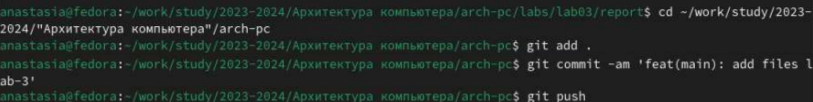 anastasia@fedora:~/work/study/2023-2024/Архитектура компьютера/arch-pc/labs/lab03/report$ cd ~/work/study/2023-
2024/"Архитектура компьютера"/arch-pc
anastasia@fedora:~/work/study/2023-2024/Архитектура компьютера/arch-pc$ git add .
anastasia@fedora:~/work/study/2023-2024/Архитектура компьютера/arch-pc$ git commit -am 'feat(main): add files l
ab-3'
anastasia@fedora:~/work/study/2023-2024/Архитектура компьютера/arch-pc$ git push